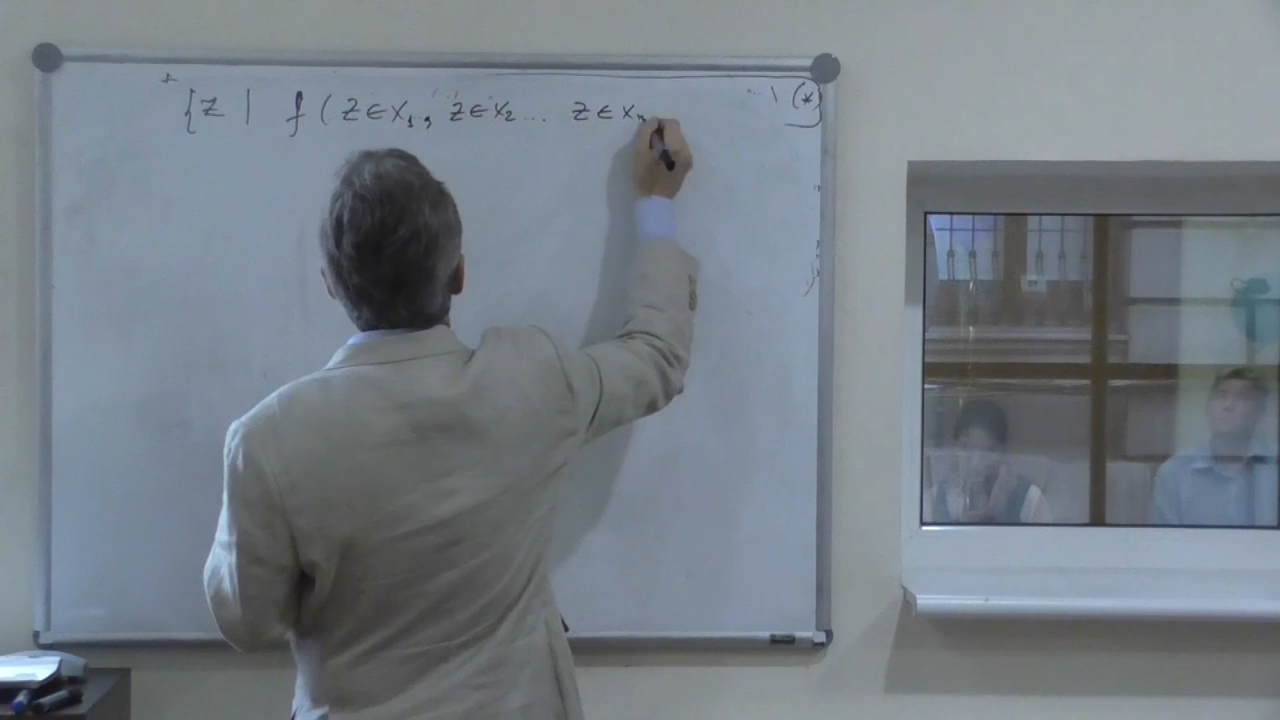 {z | f(z∈x₁, z∈x₂ ... z∈xₙ (*)